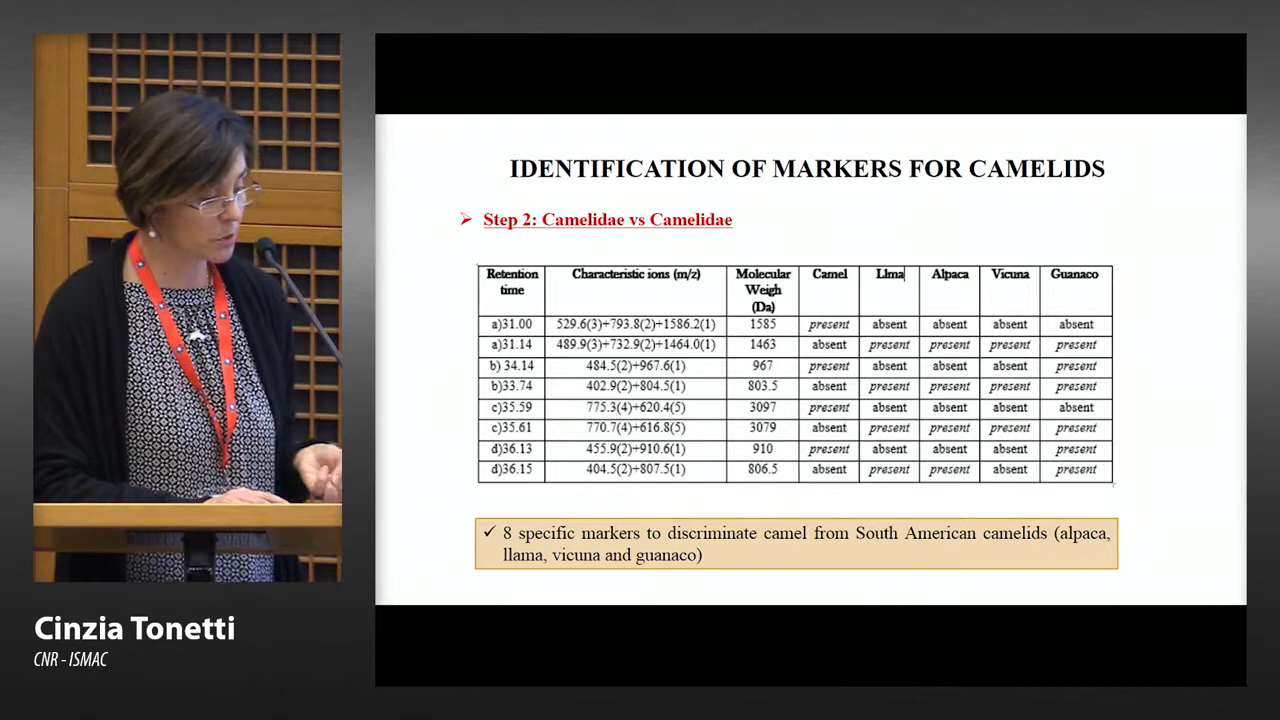 IDENTIFICATION OF MARKERS FOR CAMELIDS
Step 2: Camelidae vs Camelidae
Retention time Characteristic ions (m/z) Molecular Weigh (Da) Camel Llma Alpaca Vicuna Guanaco
a)31.00 529.6(3)+793.8(2)+1586.2(1) 1585 present absent absent absent absent
a)31.14 489.9(3)+732.9(2)+1464.0(1) 1463 absent present present present present
b) 34.14 484.5(2)+967.6(1) 967 present absent absent absent present
b)33.74 402.9(2)+804.5(1) 803.5 absent present present present present
c)35.59 775.3(4)+620.4(5) 3097 present absent absent absent absent
c)35.61 770.7(4)+616.8(5) 3079 absent present present present present
d)36.13 455.9(2)+910.6(1) 910 present absent absent absent present
d)36.15 404.5(2)+807.5(1) 806.5 absent present present absent present
✓ 8 specific markers to discriminate camel from South American camelids (alpaca,
llama, vicuna and guanaco)
Cinzia Tonetti
CNR - ISMAC